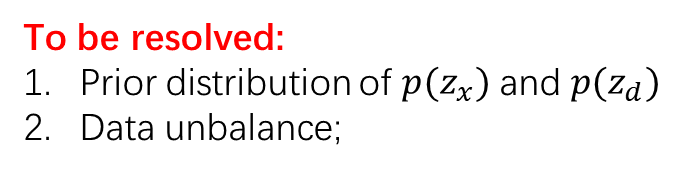 To be resolved:
1. Prior distribution of p(z_x) and p(z_d)
2. Data unbalance;